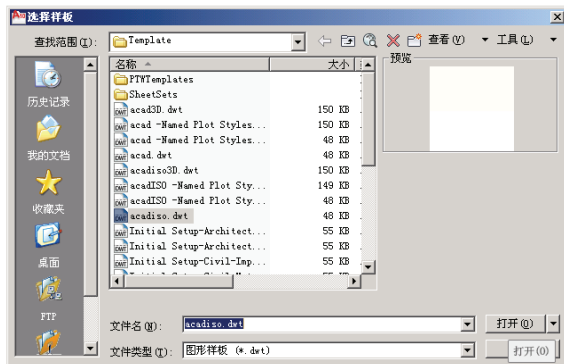 选择样板
查找范围(I): Template 查看(V) 工具(L)
名称 大小 预览
PTWTemplates
SheetSets
acad3D.dwt 150 KB
acad -Named Plot Styles... 150 KB
acad -Named Plot Styles... 48 KB
acad.dwt 48 KB
acadiso3D.dwt 150 KB
acadISO -Named Plot Sty... 149 KB
acadISO -Named Plot Sty... 48 KB
acadiso.dwt 48 KB
Initial Setup-Architect... 55 KB
Initial Setup-Architect... 55 KB
Initial Setup-Civil-Imp... 55 KB
历史记录
我的文档
收藏夹
桌面
FTP
文件名(N): acadiso.dwt 打开(O)
文件类型(T): 图形样板 (*.dwt) 打开(O)